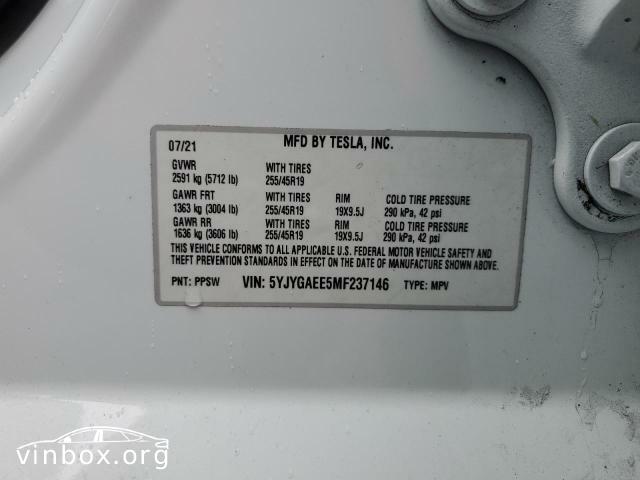 07/21 MFD BY TESLA, INC.
GVWR WITH TIRES
2591 kg (5712 lb) 255/45R19
GAWR FRT WITH TIRES RIM COLD TIRE PRESSURE
1363 kg (3004 lb) 255/45R19 19X9.5J 290 kPa, 42 psi
GAWR RR WITH TIRES RIM COLD TIRE PRESSURE
1636 kg (3606 lb) 255/45R19 19X9.5J 290 kPa, 42 psi
THIS VEHICLE CONFORMS TO ALL APPLICABLE U.S. FEDERAL MOTOR VEHICLE SAFETY AND
THEFT PREVENTION STANDARDS IN EFFECT ON THE DATE OF MANUFACTURE SHOWN ABOVE.
PNT: PPSW VIN: 5YJYGAEE5MF237146 TYPE: MPV
vinbox.org